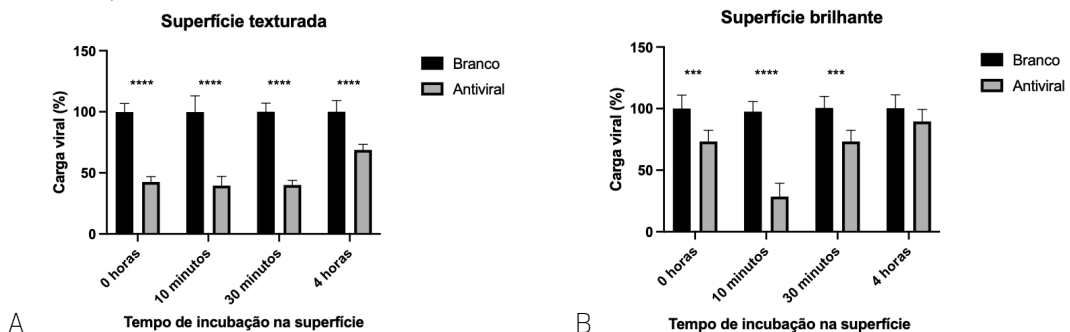 Superfície texturada
150
100
50
0
Carga viral (%)
****
****
****
****
0 horas
10 minutos
30 minutos
4 horas
Tempo de incubação na superfície
Branco
Antiviral
A
Superfície brilhante
150
100
50
0
Carga viral (%)
***
****
***
0 horas
10 minutos
30 minutos
4 horas
Tempo de incubação na superfície
Branco
Antiviral
B